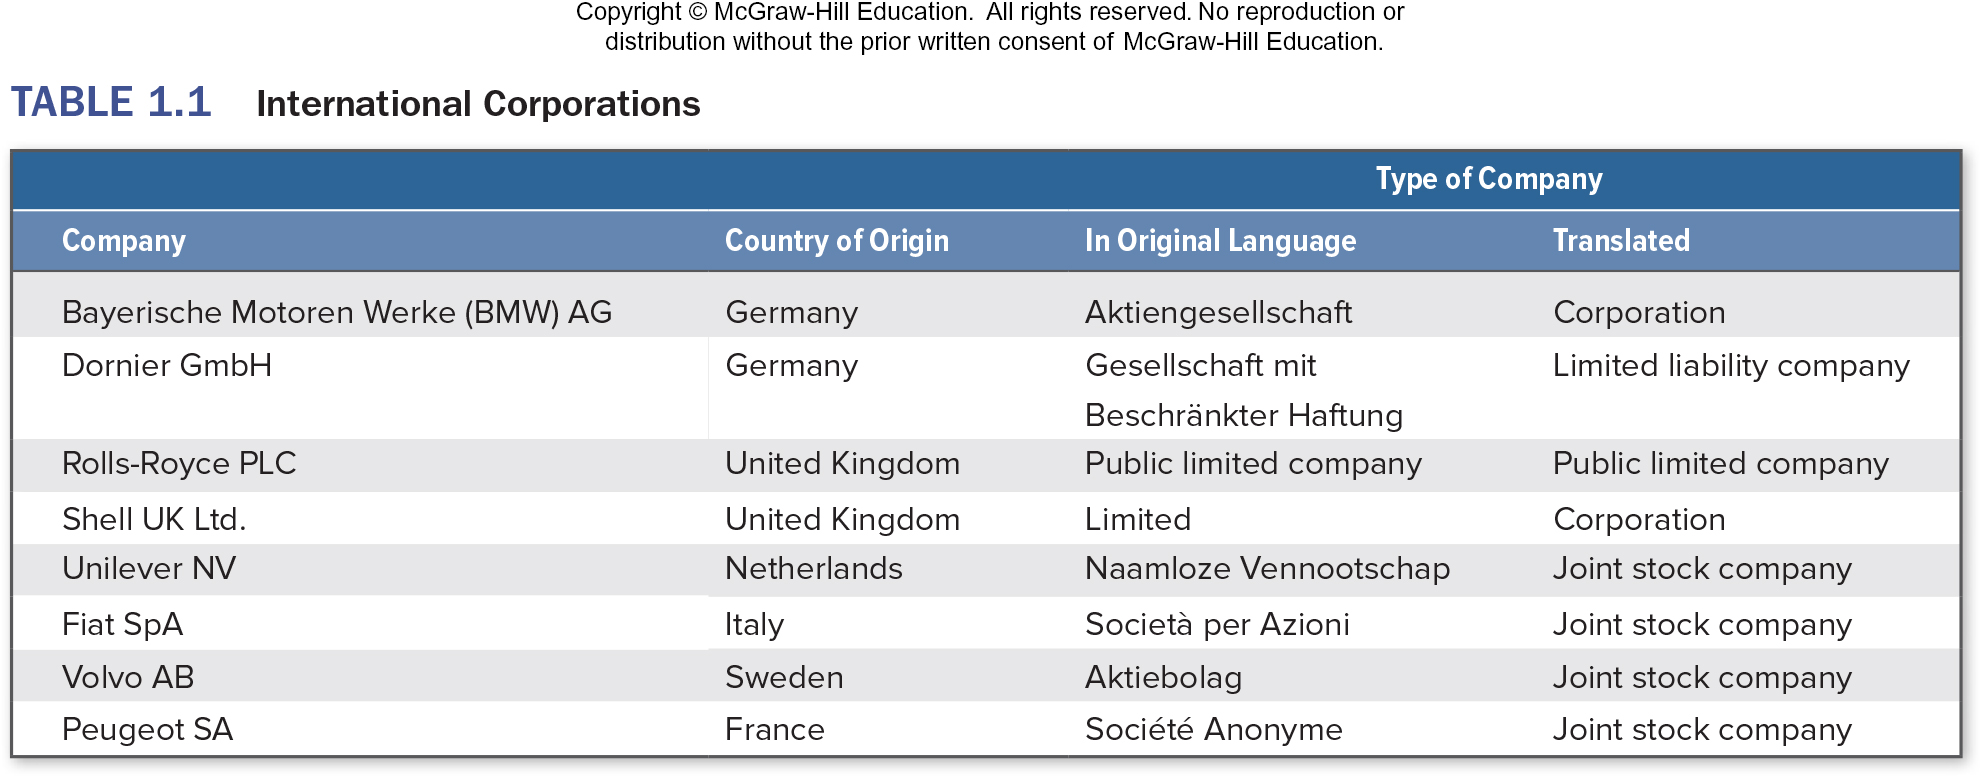 Copyright © McGraw-Hill Education. All rights reserved. No reproduction or
distribution without the prior written consent of McGraw-Hill Education.
TABLE 1.1 International Corporations
Type of Company
Company Country of Origin In Original Language Translated
Bayerische Motoren Werke (BMW) AG Germany Aktiengesellschaft Corporation
Dornier GmbH Germany Gesellschaft mit Limited liability company
Beschränkter Haftung
Rolls-Royce PLC United Kingdom Public limited company Public limited company
Shell UK Ltd. United Kingdom Limited Corporation
Unilever NV Netherlands Naamloze Vennootschap Joint stock company
Fiat SpA Italy Società per Azioni Joint stock company
Volvo AB Sweden Aktiebolag Joint stock company
Peugeot SA France Société Anonyme Joint stock company